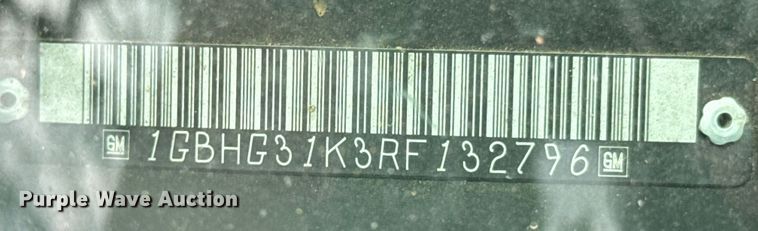 GM 1GBHG31K3RF132796 GM
Purple Wave Auction